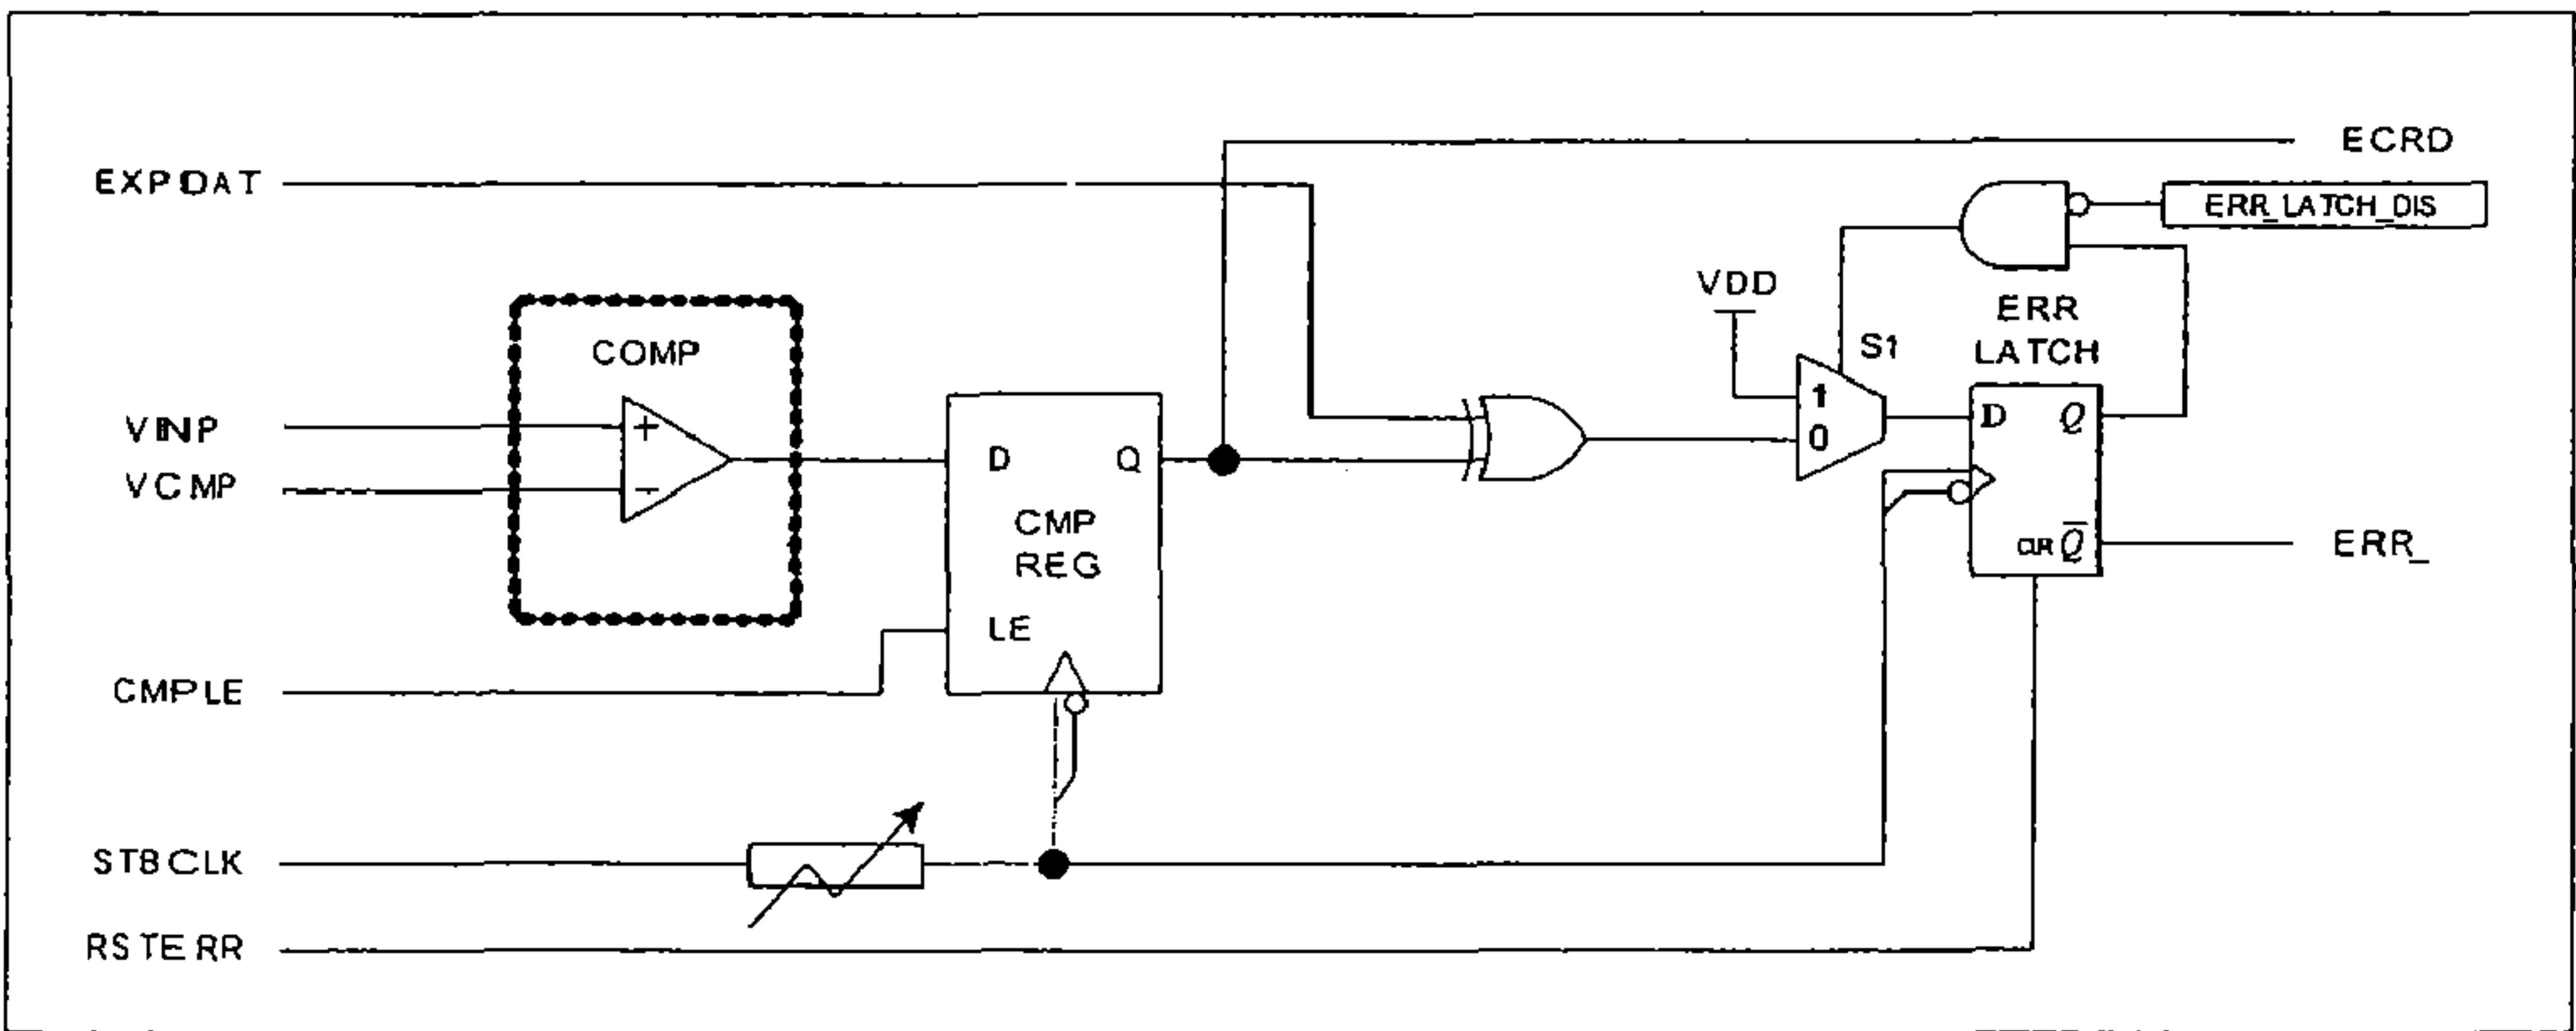 ECRD
EXPDAT
ERR_LATCH_DIS
VDD
ERR
LATCH
S1
COMP
1
0
VINP
VCMP
+
−
D Q
CMP
REG
LE
D Q
CLR Q̅
ERR_
CMPLE
STBCLK
RSTERR